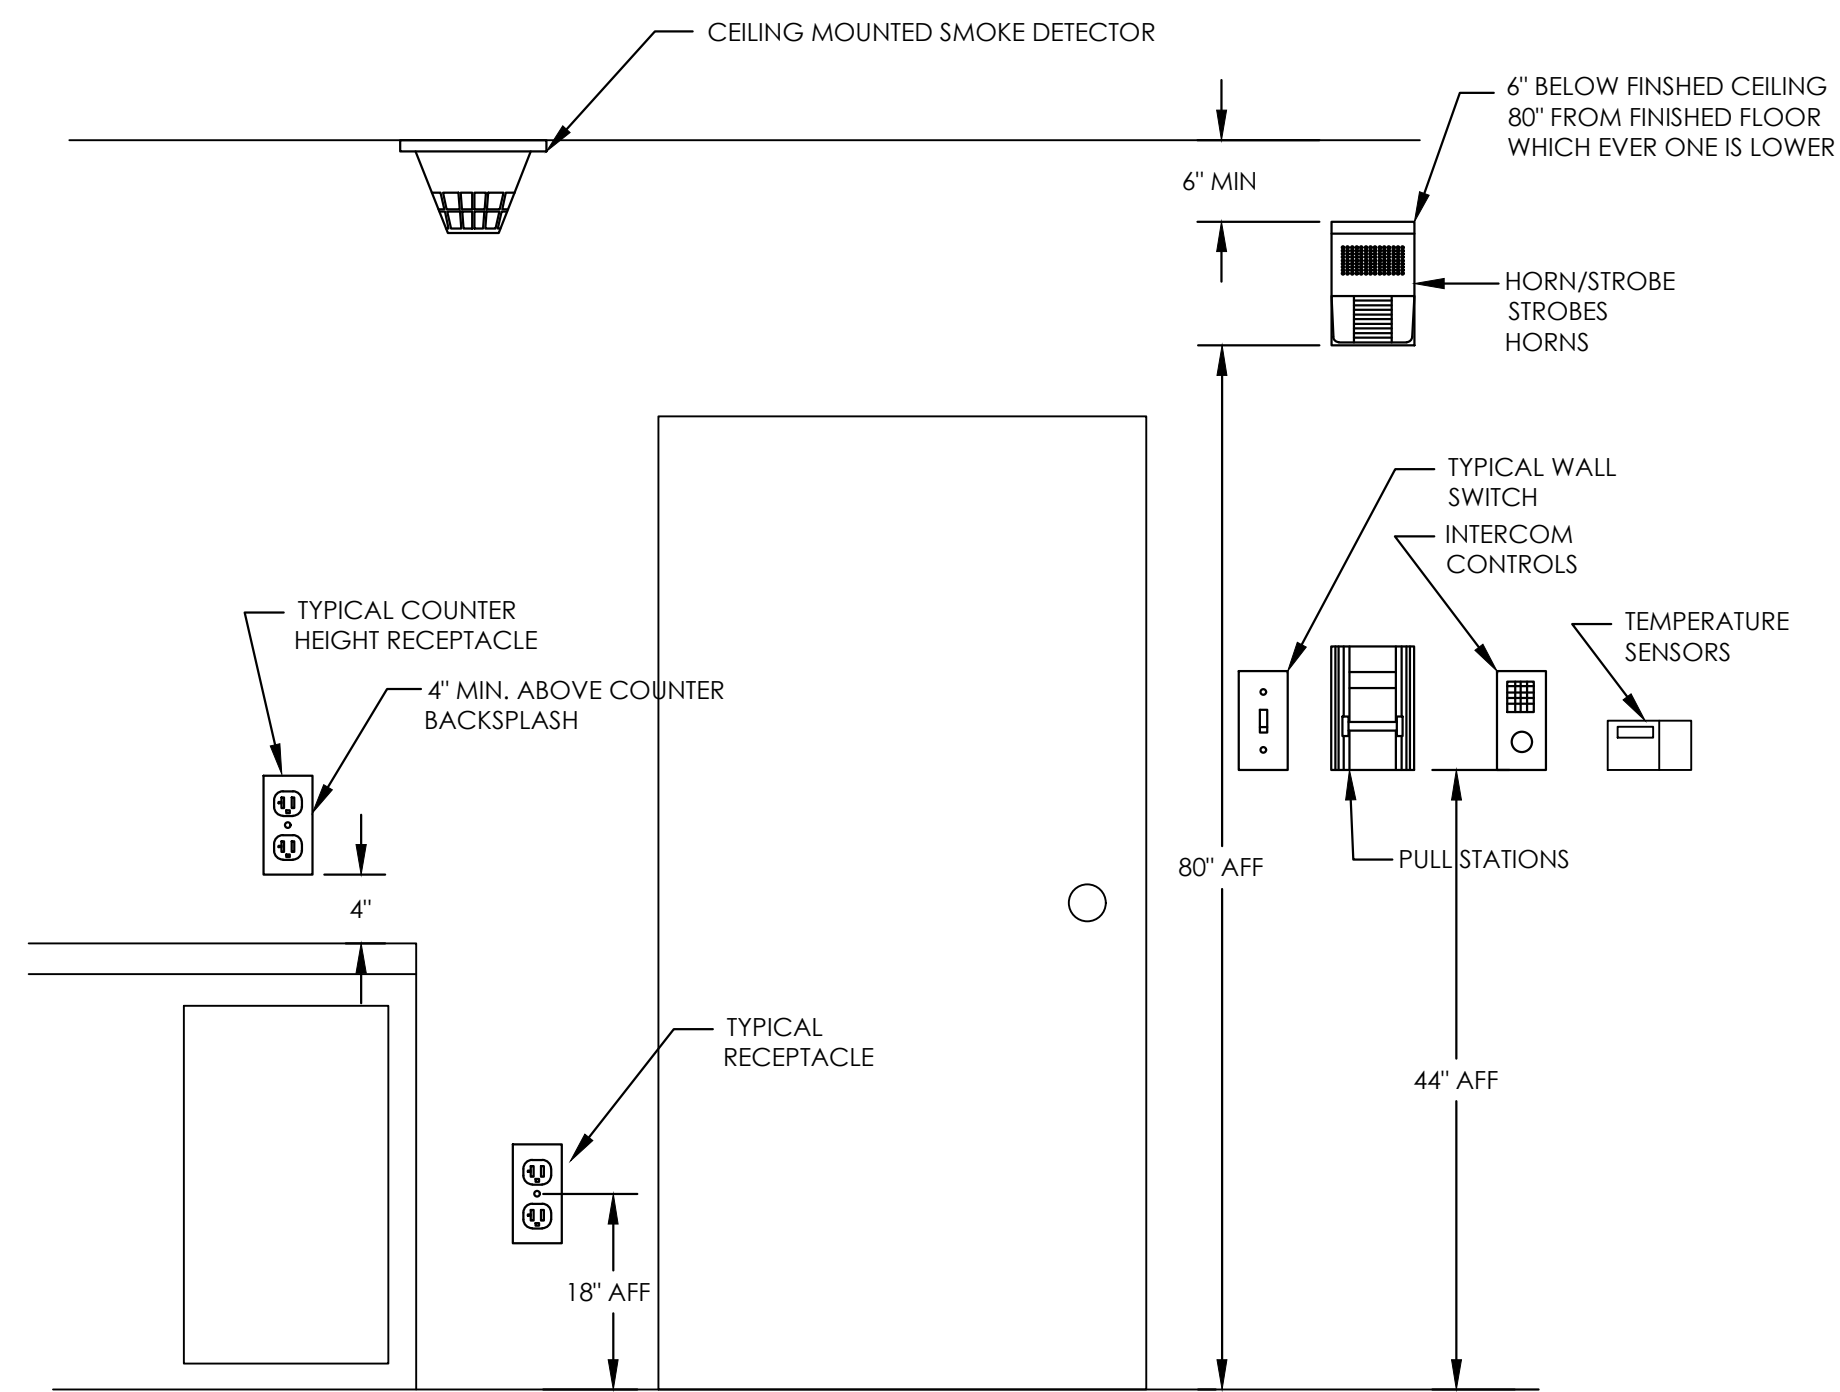 CEILING MOUNTED SMOKE DETECTOR
6" BELOW FINSHED CEILING
80" FROM FINISHED FLOOR
WHICH EVER ONE IS LOWER
6" MIN
HORN/STROBE
STROBES
HORNS
TYPICAL WALL
SWITCH
INTERCOM
CONTROLS
TYPICAL COUNTER
HEIGHT RECEPTACLE
TEMPERATURE
SENSORS
4" MIN. ABOVE COUNTER
BACKSPLASH
PULL STATIONS
80" AFF
4"
TYPICAL
RECEPTACLE
44" AFF
18" AFF